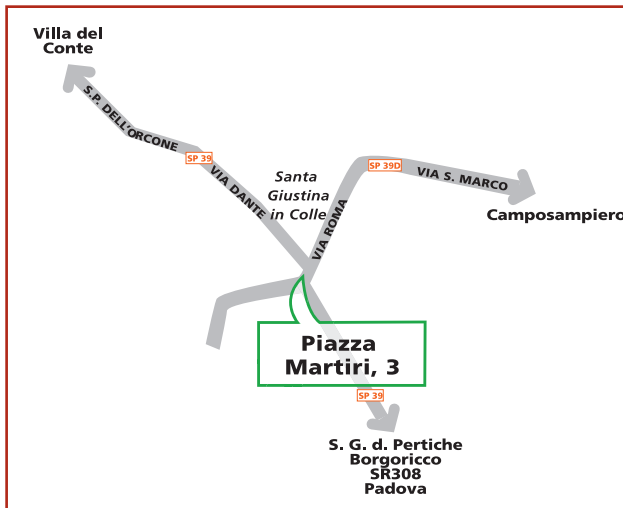 Villa del
Conte
S.P. DELL'ORCONE
SP 39
VIA DANTE
Santa
Giustina
in Colle
VIA ROMA
SP 39D
VIA S. MARCO
Camposampiero
Piazza
Martiri, 3
SP 39
S. G. d. Pertiche
Borgoricco
SR308
Padova